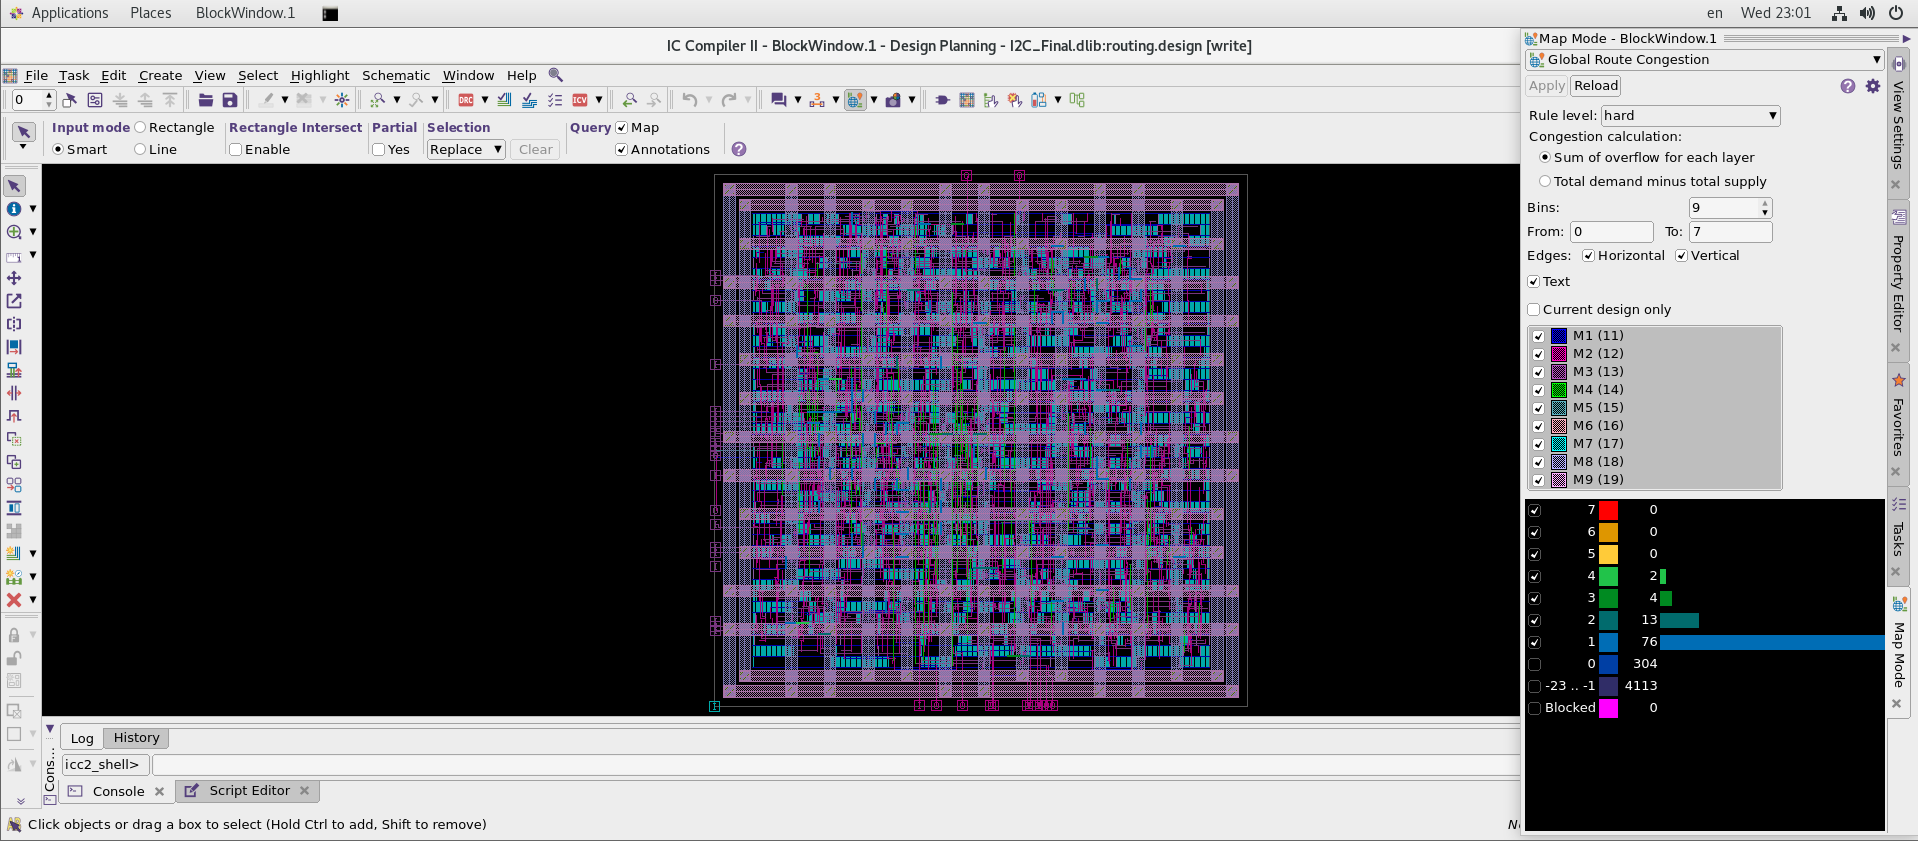 Applications Places BlockWindow.1 en Wed 23:01
IC Compiler II - BlockWindow.1 - Design Planning - I2C_Final.dlib:routing.design [write]
File Task Edit Create View Select Highlight Schematic Window Help
0
DRC ICV
Input mode Rectangle Rectangle Intersect Partial Selection Query Map
Smart Line Enable Yes Replace Clear Annotations
Map Mode - BlockWindow.1
Global Route Congestion
Apply Reload
Rule level: hard
Congestion calculation:
Sum of overflow for each layer
Total demand minus total supply
Bins: 9
From: 0 To: 7
Edges: Horizontal Vertical
Text
Current design only
M1 (11)
M2 (12)
M3 (13)
M4 (14)
M5 (15)
M6 (16)
M7 (17)
M8 (18)
M9 (19)
7 0
6 0
5 0
4 2
3 4
2 13
1 76
0 304
-23 .. -1 4113
Blocked 0
View Settings
Property Editor
Favorites
Tasks
Map Mode
Cons...
Log History
icc2_shell>
Console Script Editor
Click objects or drag a box to select (Hold Ctrl to add, Shift to remove)